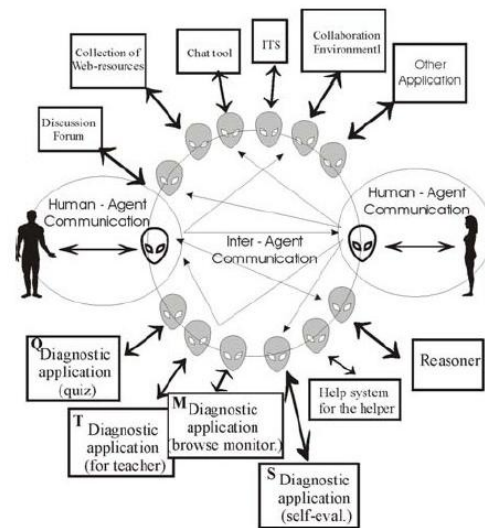 Collection of
Web-resources
Chat tool
ITS
Collaboration
Environmentl
Other
Application
Discussion
Forum
Human - Agent
Communication
Inter - Agent
Communication
Human - Agent
Communication
Q
Diagnostic
application
(quiz)
T
Diagnostic
application
(for teacher)
M
Diagnostic
application
(browse monitor.)
S
Diagnostic
application
(self-eval.)
Help system
for the helper
Reasoner